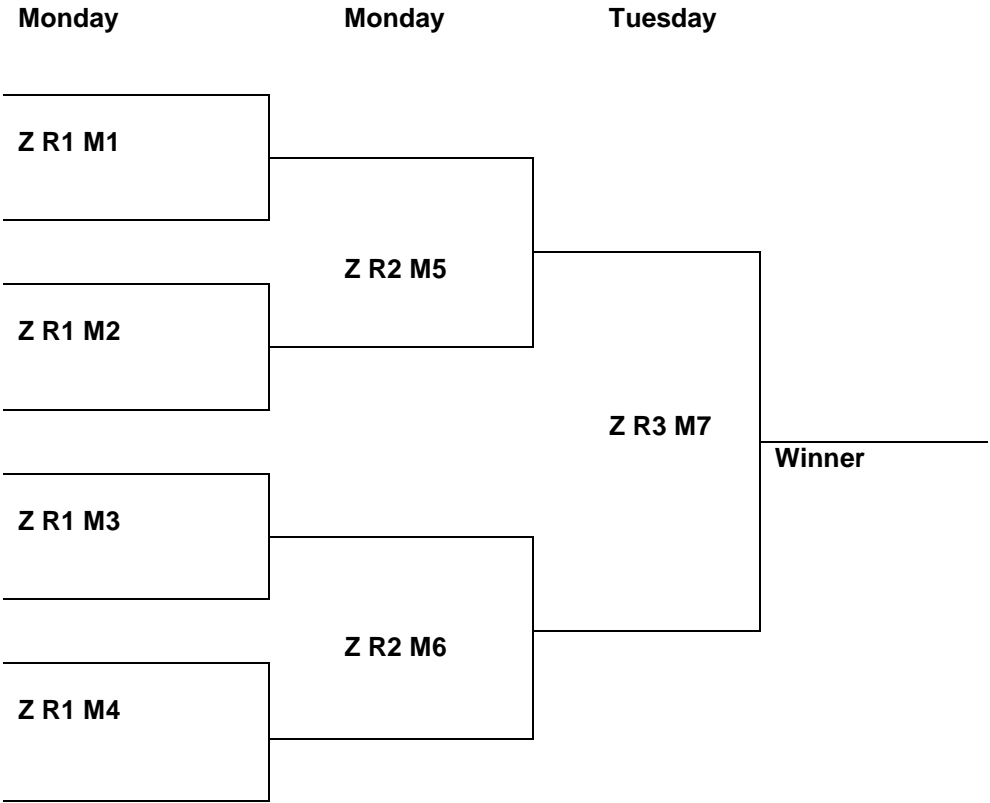 Monday Monday Tuesday
Z R1 M1
Z R2 M5
Z R1 M2
Z R3 M7
Winner
Z R1 M3
Z R2 M6
Z R1 M4